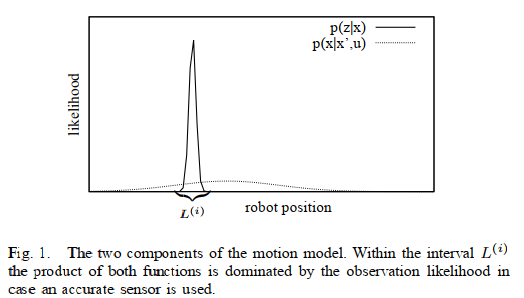 p(z|x)
p(x|x',u)
likelihood
L(i)
robot position
Fig. 1. The two components of the motion model. Within the interval L(i)
the product of both functions is dominated by the observation likelihood in
case an accurate sensor is used.